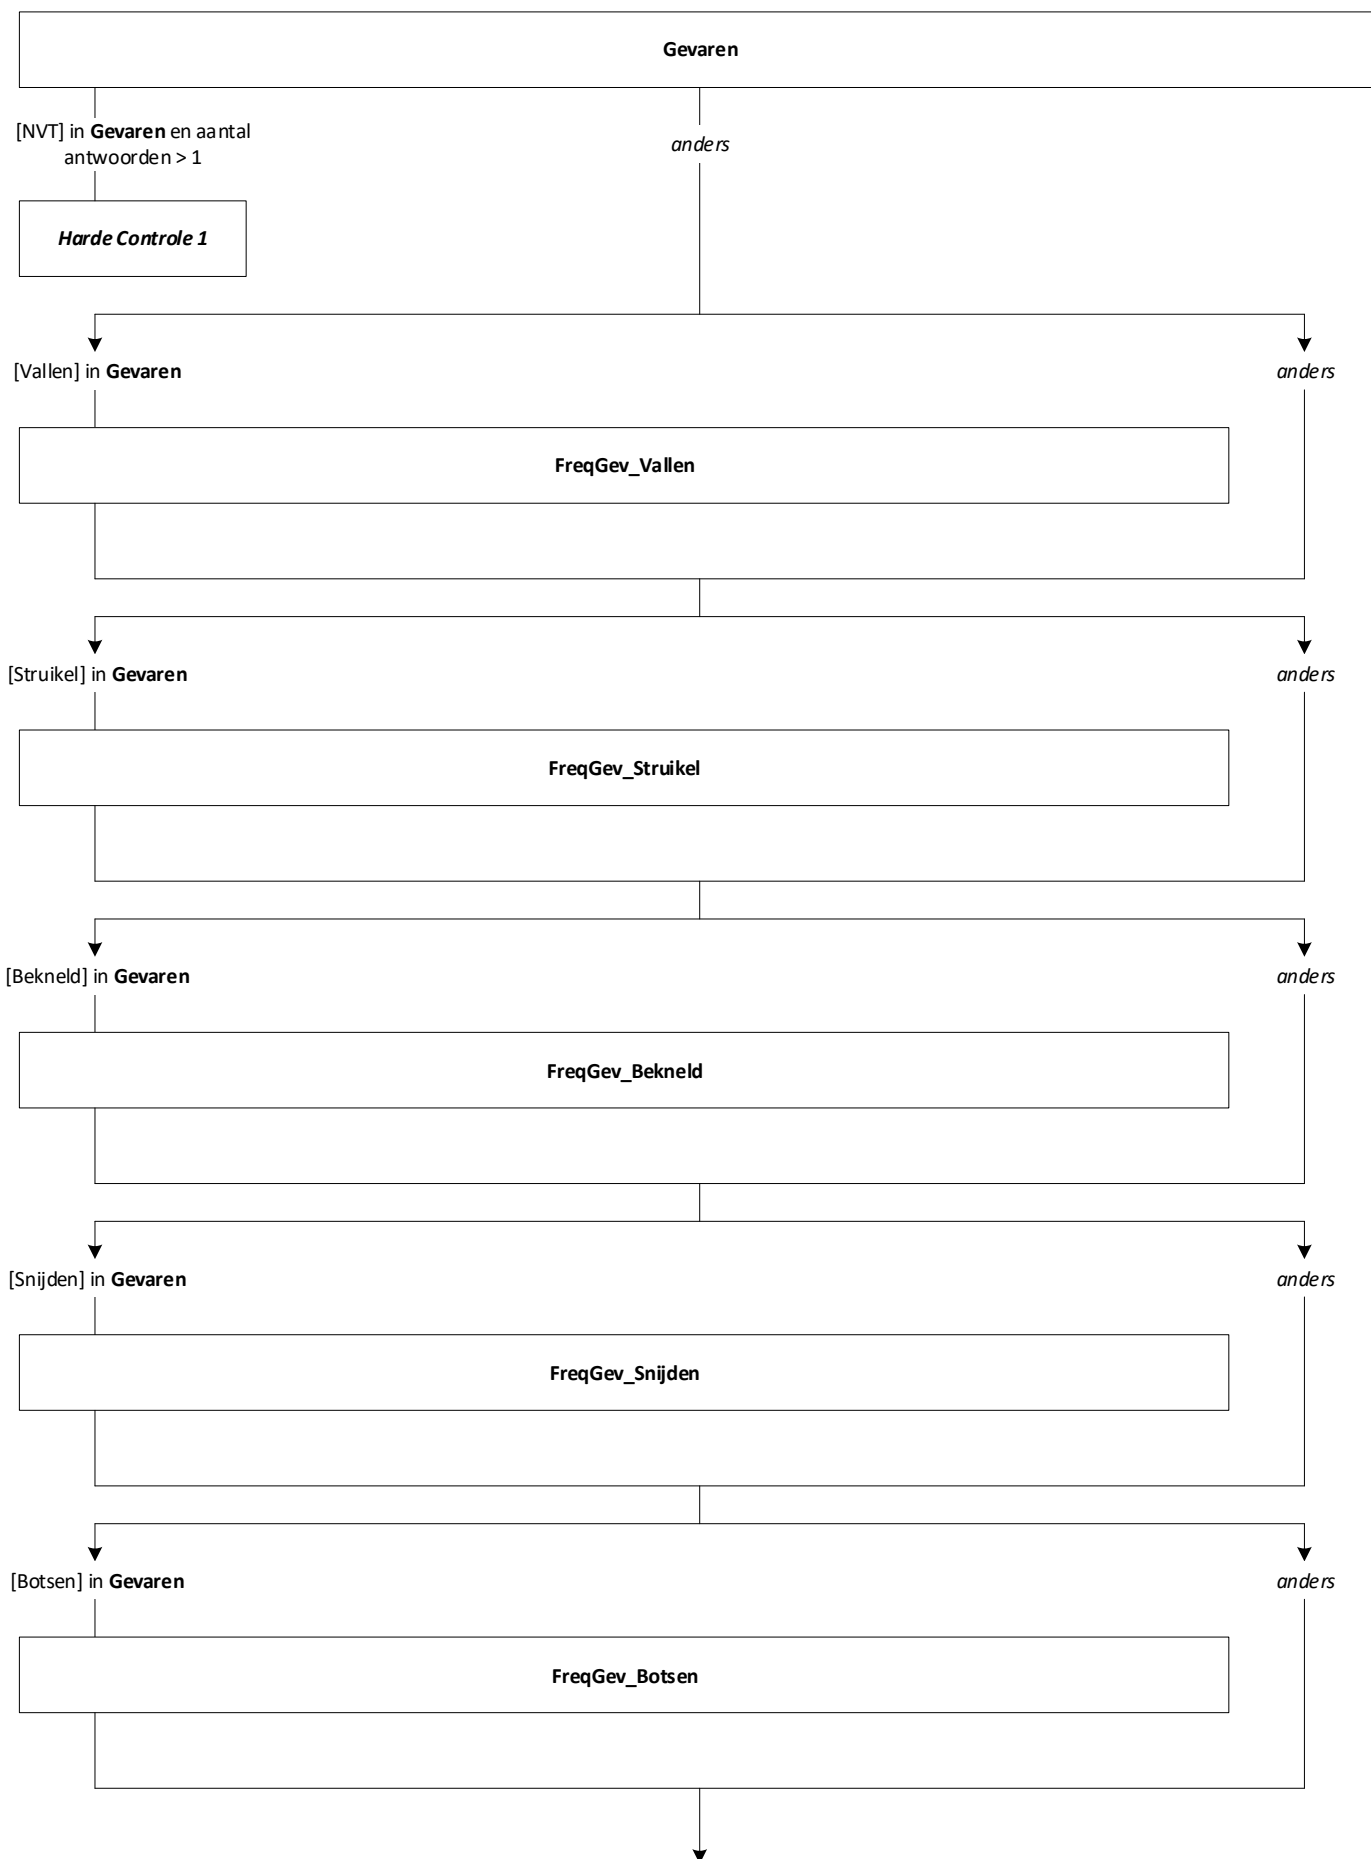 Gevaren
[NVT] in Gevaren en aantal
antwoorden > 1
anders
Harde Controle 1
[Vallen] in Gevaren
anders
FreqGev_Vallen
[Struikel] in Gevaren
anders
FreqGev_Struikel
[Bekneld] in Gevaren
anders
FreqGev_Bekneld
[Snijden] in Gevaren
anders
FreqGev_Snijden
[Botsen] in Gevaren
anders
FreqGev_Botsen